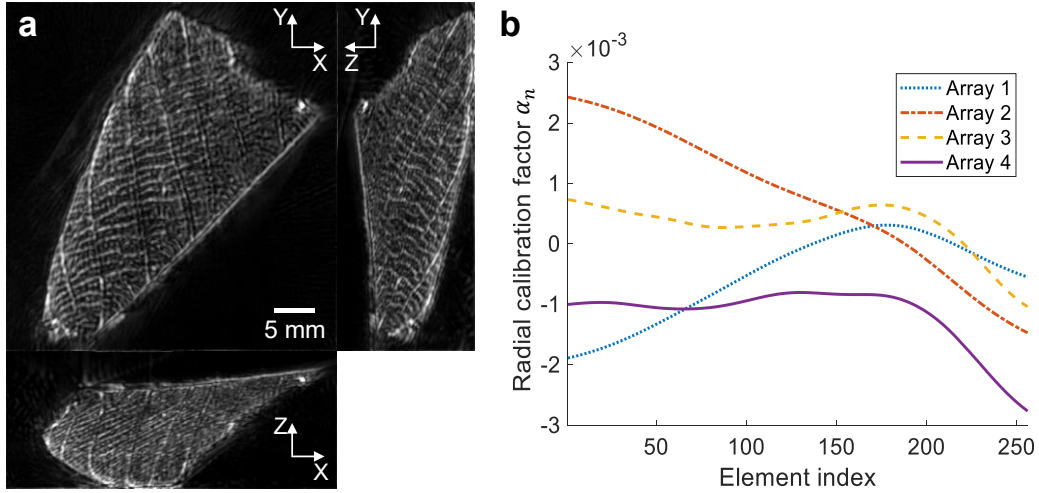 a
Y
X
Y
Z
5 mm
Z
X
b
×10⁻³
Radial calibration factor αₙ
3
2
1
0
-1
-2
-3
50
100
150
200
250
Element index
Array 1
Array 2
Array 3
Array 4